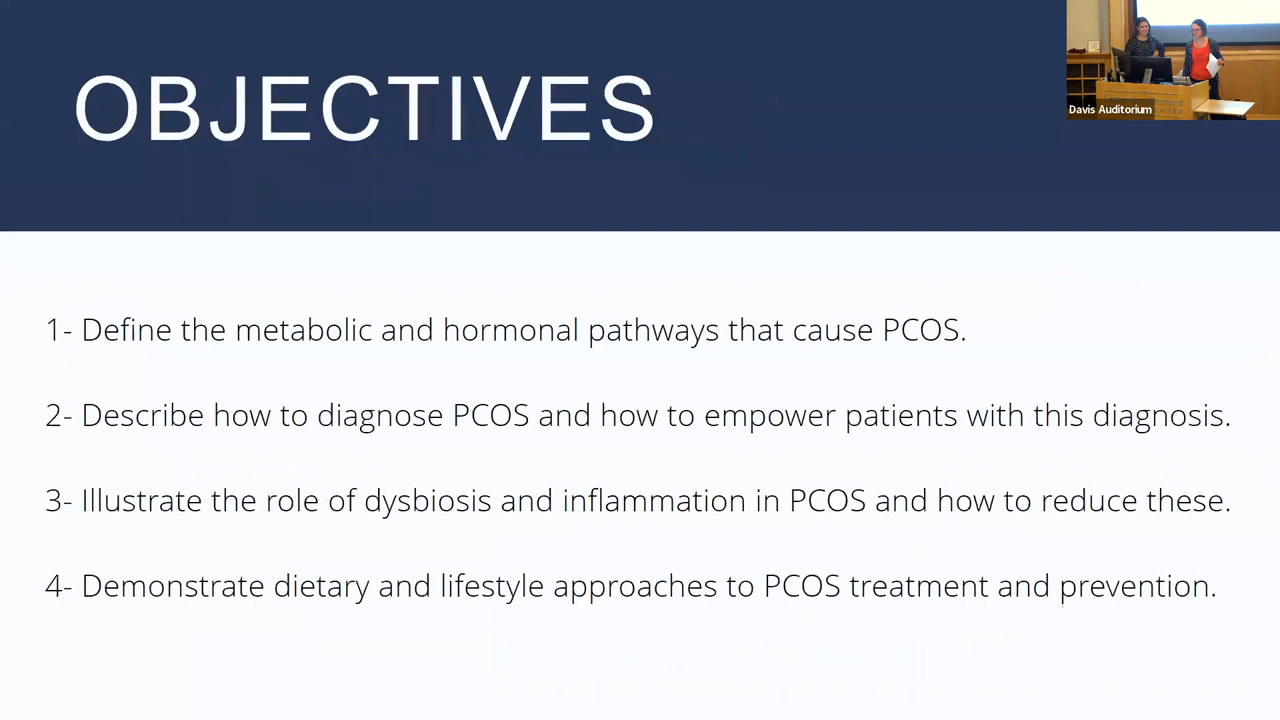 OBJECTIVES
Davis Auditorium
1- Define the metabolic and hormonal pathways that cause PCOS.
2- Describe how to diagnose PCOS and how to empower patients with this diagnosis.
3- Illustrate the role of dysbiosis and inflammation in PCOS and how to reduce these.
4- Demonstrate dietary and lifestyle approaches to PCOS treatment and prevention.